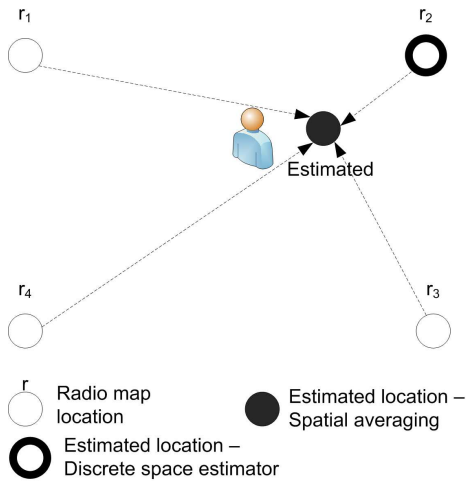 r1
r2
Estimated
r4
r3
r
Radio map
location
Estimated location –
Spatial averaging
Estimated location –
Discrete space estimator